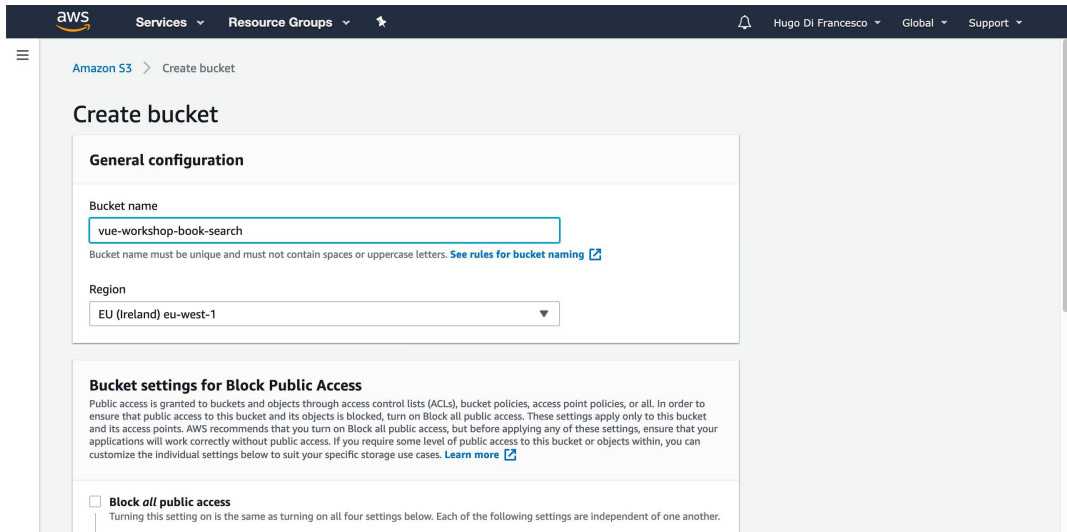 aws Services Resource Groups Hugo Di Francesco Global Support
Amazon S3 > Create bucket
Create bucket
General configuration
Bucket name
vue-workshop-book-search
Bucket name must be unique and must not contain spaces or uppercase letters. See rules for bucket naming
Region
EU (Ireland) eu-west-1
Bucket settings for Block Public Access
Public access is granted to buckets and objects through access control lists (ACLs), bucket policies, access point policies, or all. In order to
ensure that public access to this bucket and its objects is blocked, turn on Block all public access. These settings apply only to this bucket
and its access points. AWS recommends that you turn on Block all public access, but before applying any of these settings, ensure that your
applications will work correctly without public access. If you require some level of public access to this bucket or objects within, you can
customize the individual settings below to suit your specific storage use cases. Learn more
Block all public access
Turning this setting on is the same as turning on all four settings below. Each of the following settings are independent of one another.